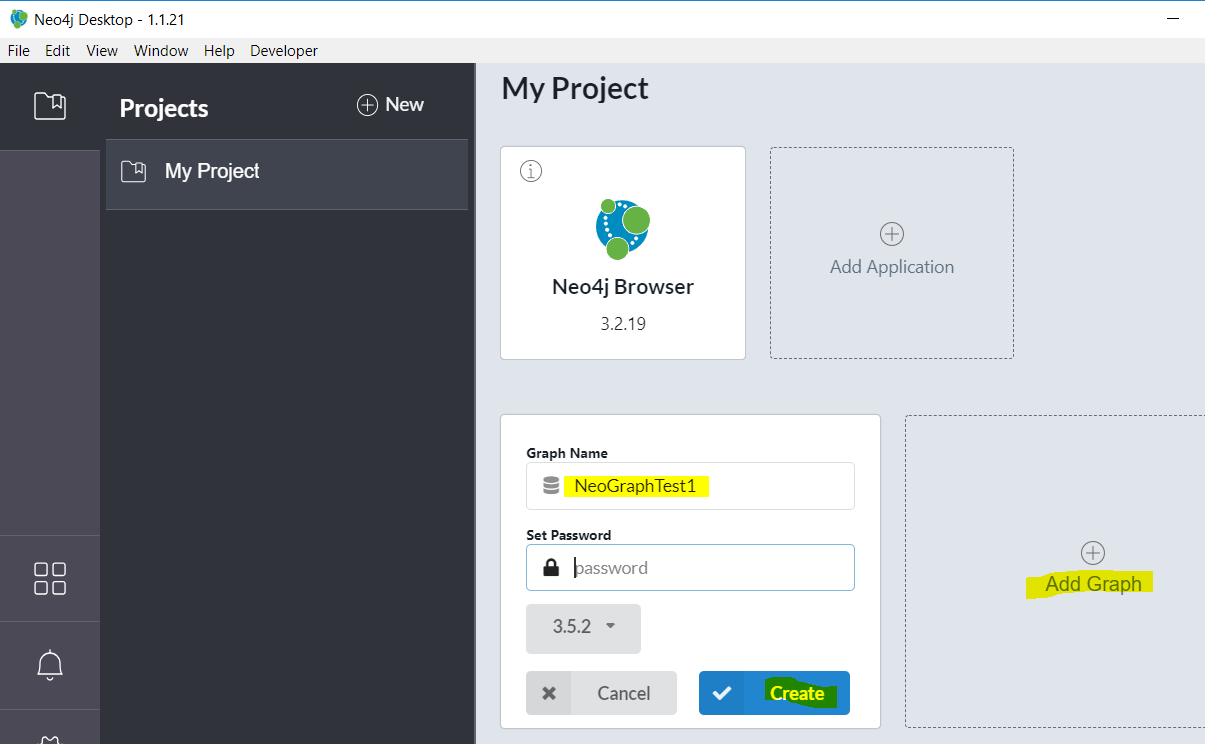 Neo4j Desktop - 1.1.21
File Edit View Window Help Developer
Projects
New
My Project
My Project
i
Neo4j Browser
3.2.19
Add Application
Graph Name
NeoGraphTest1
Set Password
password
3.5.2
Cancel
Create
Add Graph